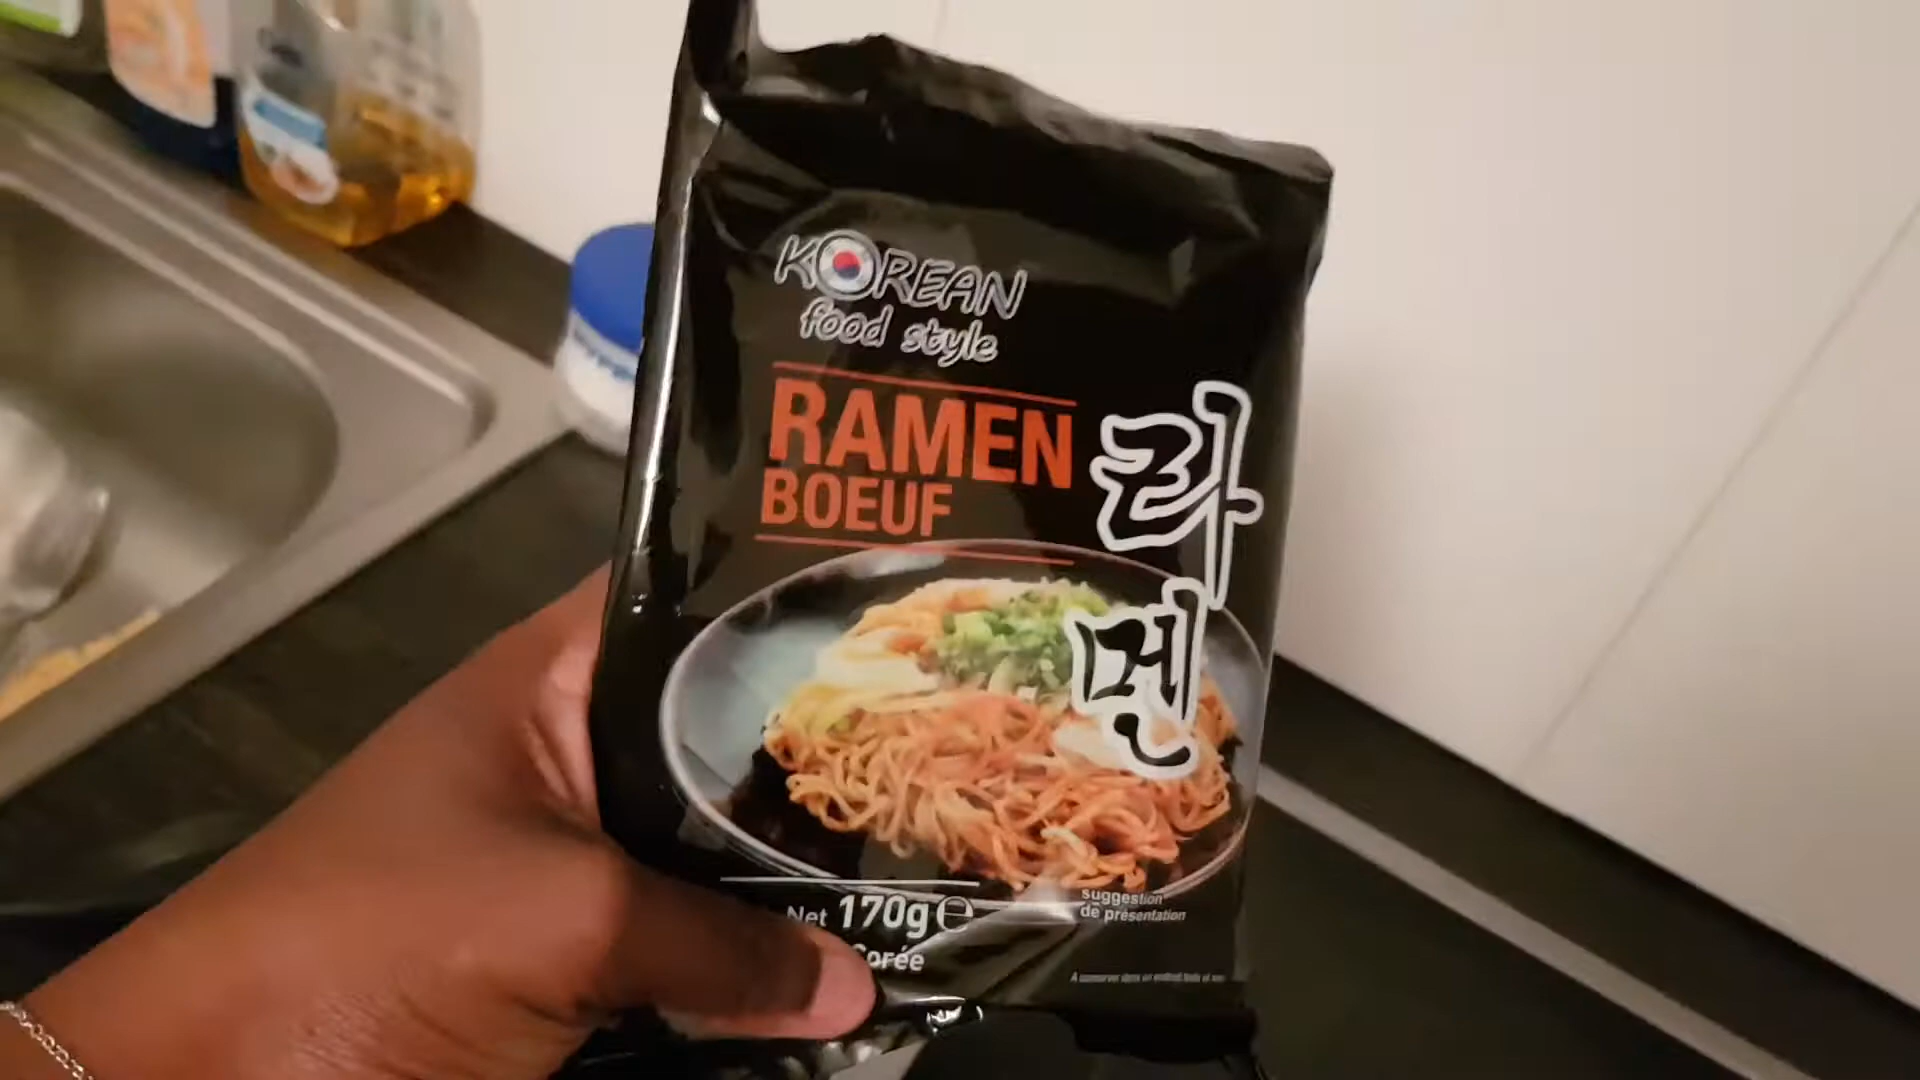 KOREAN
food style
RAMEN
BOEUF
라
면
Net 170g ℮
Corée
suggestion
de présentation